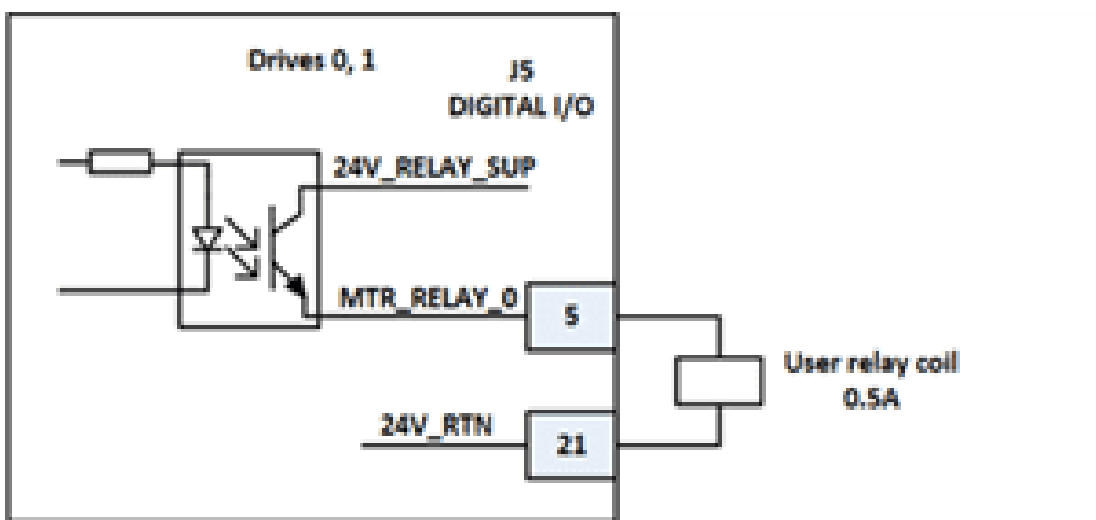 Drives 0, 1
J5
DIGITAL I/O
24V_RELAY_SUP
MTR_RELAY_0
5
User relay coil
0.5A
24V_RTN
21